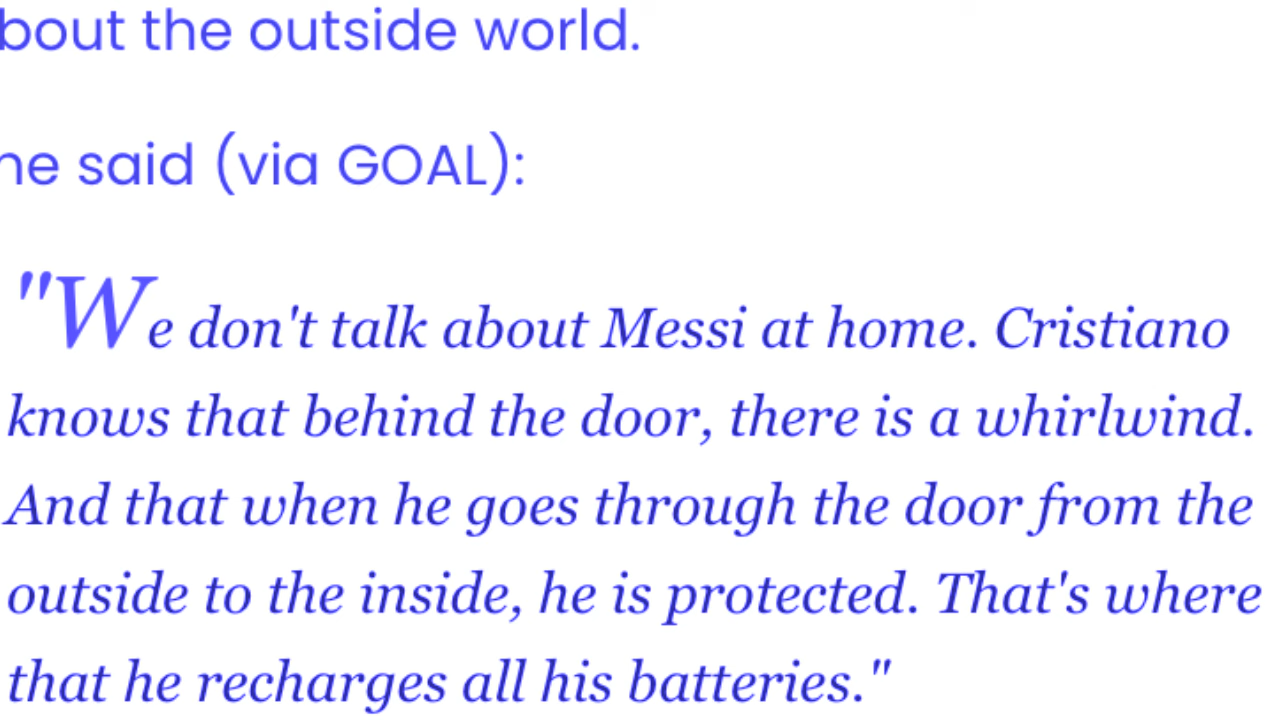 bout the outside world.
he said (via GOAL):
"We don't talk about Messi at home. Cristiano
knows that behind the door, there is a whirlwind.
And that when he goes through the door from the
outside to the inside, he is protected. That's where
that he recharges all his batteries."